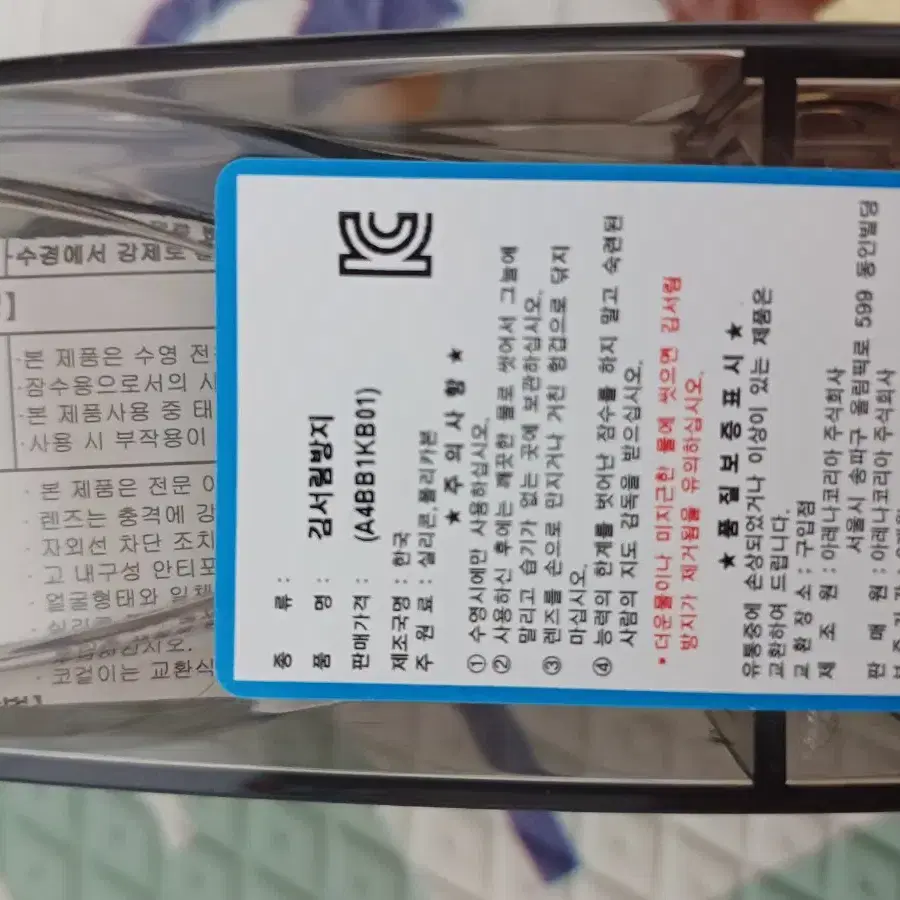 KC
종 류 :
품 명 : 김서림방지
판매가격 : (A4BB1KB01)
제조국명 : 한국
주 원 료 : 실리콘,폴리카본
★ 주 의 사 항 ★
① 수영시에만 사용하십시오.
② 사용하신 후에는 깨끗한 물로 씻어서 그늘에
말리고 습기가 없는 곳에 보관하십시오.
③ 렌즈를 손으로 만지거나 거친 헝겊으로 닦지
마십시오.
④ 능력의 한계를 벗어난 잠수를 하지 말고 숙련된
사람의 지도 감독을 받으십시오.
* 더운물이나 미지근한 물에 씻으면 김서림
방지가 제거됨을 유의하십시오.
★ 품 질 보 증 표 시 ★
유통중에 손상되었거나 이상이 있는 제품은
교환하여 드립니다.
교 환 장 소 : 구입점
제 조 원 : 아레나코리아 주식회사
서울시 송파구 올림픽로 599 동인빌딩
판 매 원 : 아레나코리아 주식회사
·수경에서 강제로
·본 제품은 수영 전
·잠수용으로서의
·본 제품사용 중
·사용 시 부작용이
· 본 제품은 전문
· 렌즈는 충격에
· 자외선 차단 조치
· 고 내구성 안티포
· 얼굴형태와 일체
· 코걸이는 교환식